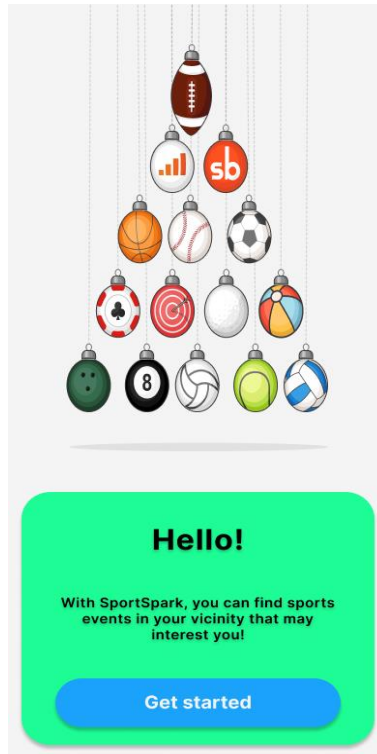 sb
8
Hello!
With SportSpark, you can find sports
events in your vicinity that may
interest you!
Get started